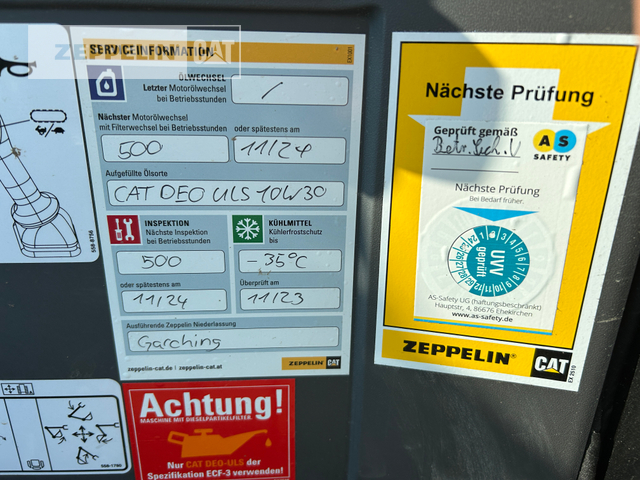 ZEPPELIN CAT
SERVICEINFORMATION
ÖLWECHSEL
Letzter Motorölwechsel
bei Betriebsstunden
/
Nächster Motorölwechsel
mit Filterwechsel bei Betriebsstunden
oder spätestens am
500
11/24
Aufgefüllte Ölsorte
CAT DEO ULS 10W30
INSPEKTION
Nächste Inspektion
bei Betriebsstunden
500
oder spätestens am
11/24
KÜHLMITTEL
Kühlerfrostschutz
bis
-35°C
Überprüft am
11/23
Ausführende Zeppelin Niederlassung
Garching
zeppelin-cat.de | zeppelin-cat.at
ZEPPELIN CAT
Achtung!
MASCHINE MIT DIESELPARTIKELFILTER.
Nur CAT DEO-ULS der
Spezifikation ECF-3 verwenden!
Nächste Prüfung
Geprüft gemäß
Betr.Sich.V
AS
SAFETY
Nächste Prüfung
Bei Bedarf früher.
UVV
geprüft
AS-Safety UG (haftungsbeschränkt)
Hauptstr. 4, 86676 Ehekirchen
www.as-safety.de
ZEPPELIN® CAT
EX 2510